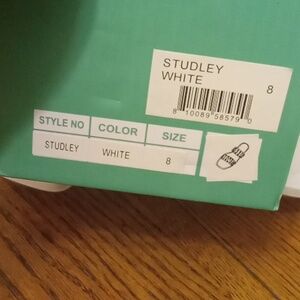 STUDLEY
WHITE
8
8 10089 58579 0
STYLE NO COLOR SIZE
STUDLEY WHITE 8